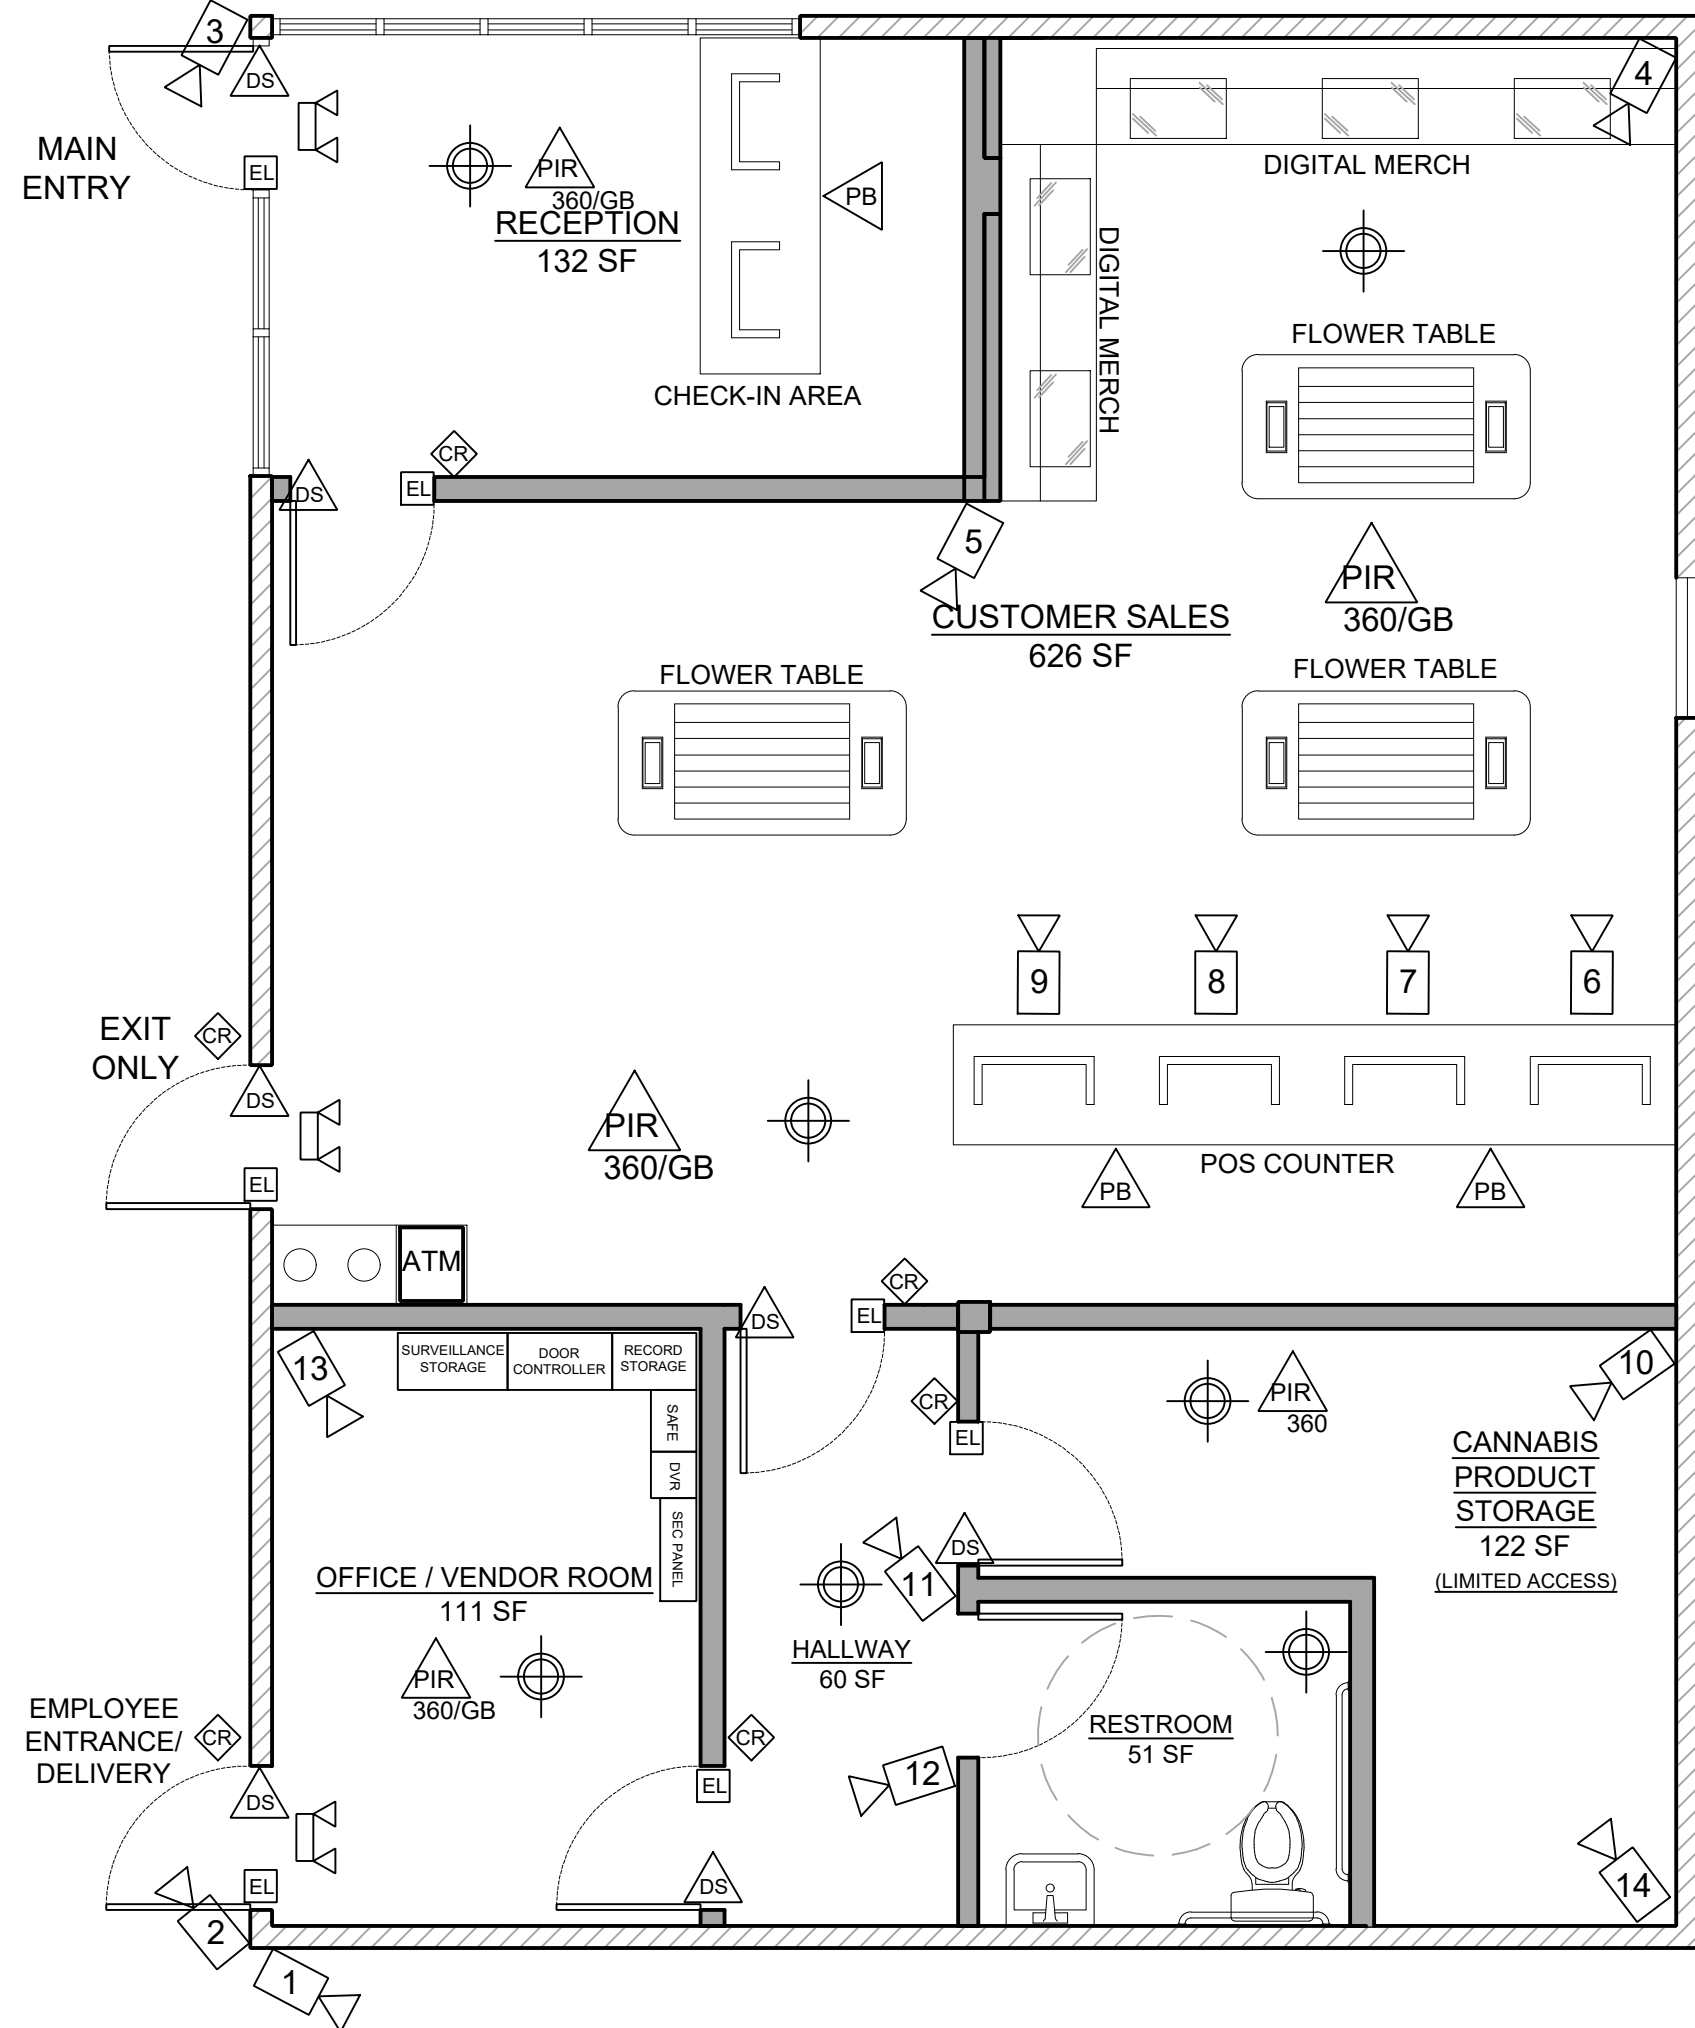 3
DS
4
MAIN
ENTRY
EL
PIR
360/GB
RECEPTION
132 SF
PB
DIGITAL MERCH
DIGITAL MERCH
FLOWER TABLE
CHECK-IN AREA
CR
DS
EL
5
PIR
360/GB
CUSTOMER SALES
626 SF
FLOWER TABLE
FLOWER TABLE
9
8
7
6
EXIT
ONLY
CR
DS
EL
PIR
360/GB
POS COUNTER
PB
PB
ATM
CR
DS
EL
13
SURVEILLANCE
STORAGE
DOOR
CONTROLLER
RECORD
STORAGE
SAFE
DVR
SEC PANEL
CR
EL
PIR
360
10
CANNABIS
PRODUCT
STORAGE
122 SF
(LIMITED ACCESS)
DS
11
OFFICE / VENDOR ROOM
111 SF
HALLWAY
60 SF
PIR
360/GB
EMPLOYEE
ENTRANCE/
DELIVERY
CR
CR
RESTROOM
51 SF
DS
EL
12
EL
DS
14
2
1